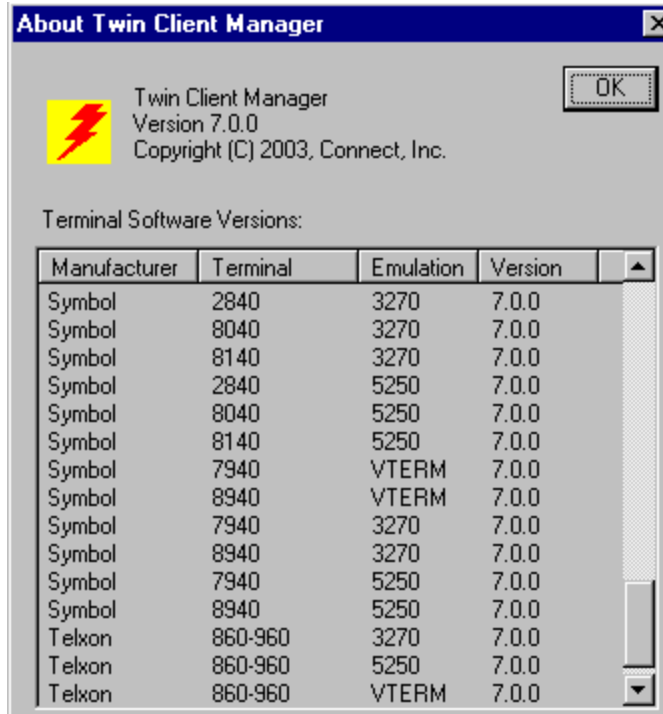 About Twin Client Manager
OK
Twin Client Manager
Version 7.0.0
Copyright (C) 2003, Connect, Inc.
Terminal Software Versions:
Manufacturer Terminal Emulation Version
Symbol 2840 3270 7.0.0
Symbol 8040 3270 7.0.0
Symbol 8140 3270 7.0.0
Symbol 2840 5250 7.0.0
Symbol 8040 5250 7.0.0
Symbol 8140 5250 7.0.0
Symbol 7940 VTERM 7.0.0
Symbol 8940 VTERM 7.0.0
Symbol 7940 3270 7.0.0
Symbol 8940 3270 7.0.0
Symbol 7940 5250 7.0.0
Symbol 8940 5250 7.0.0
Telxon 860-960 3270 7.0.0
Telxon 860-960 5250 7.0.0
Telxon 860-960 VTERM 7.0.0